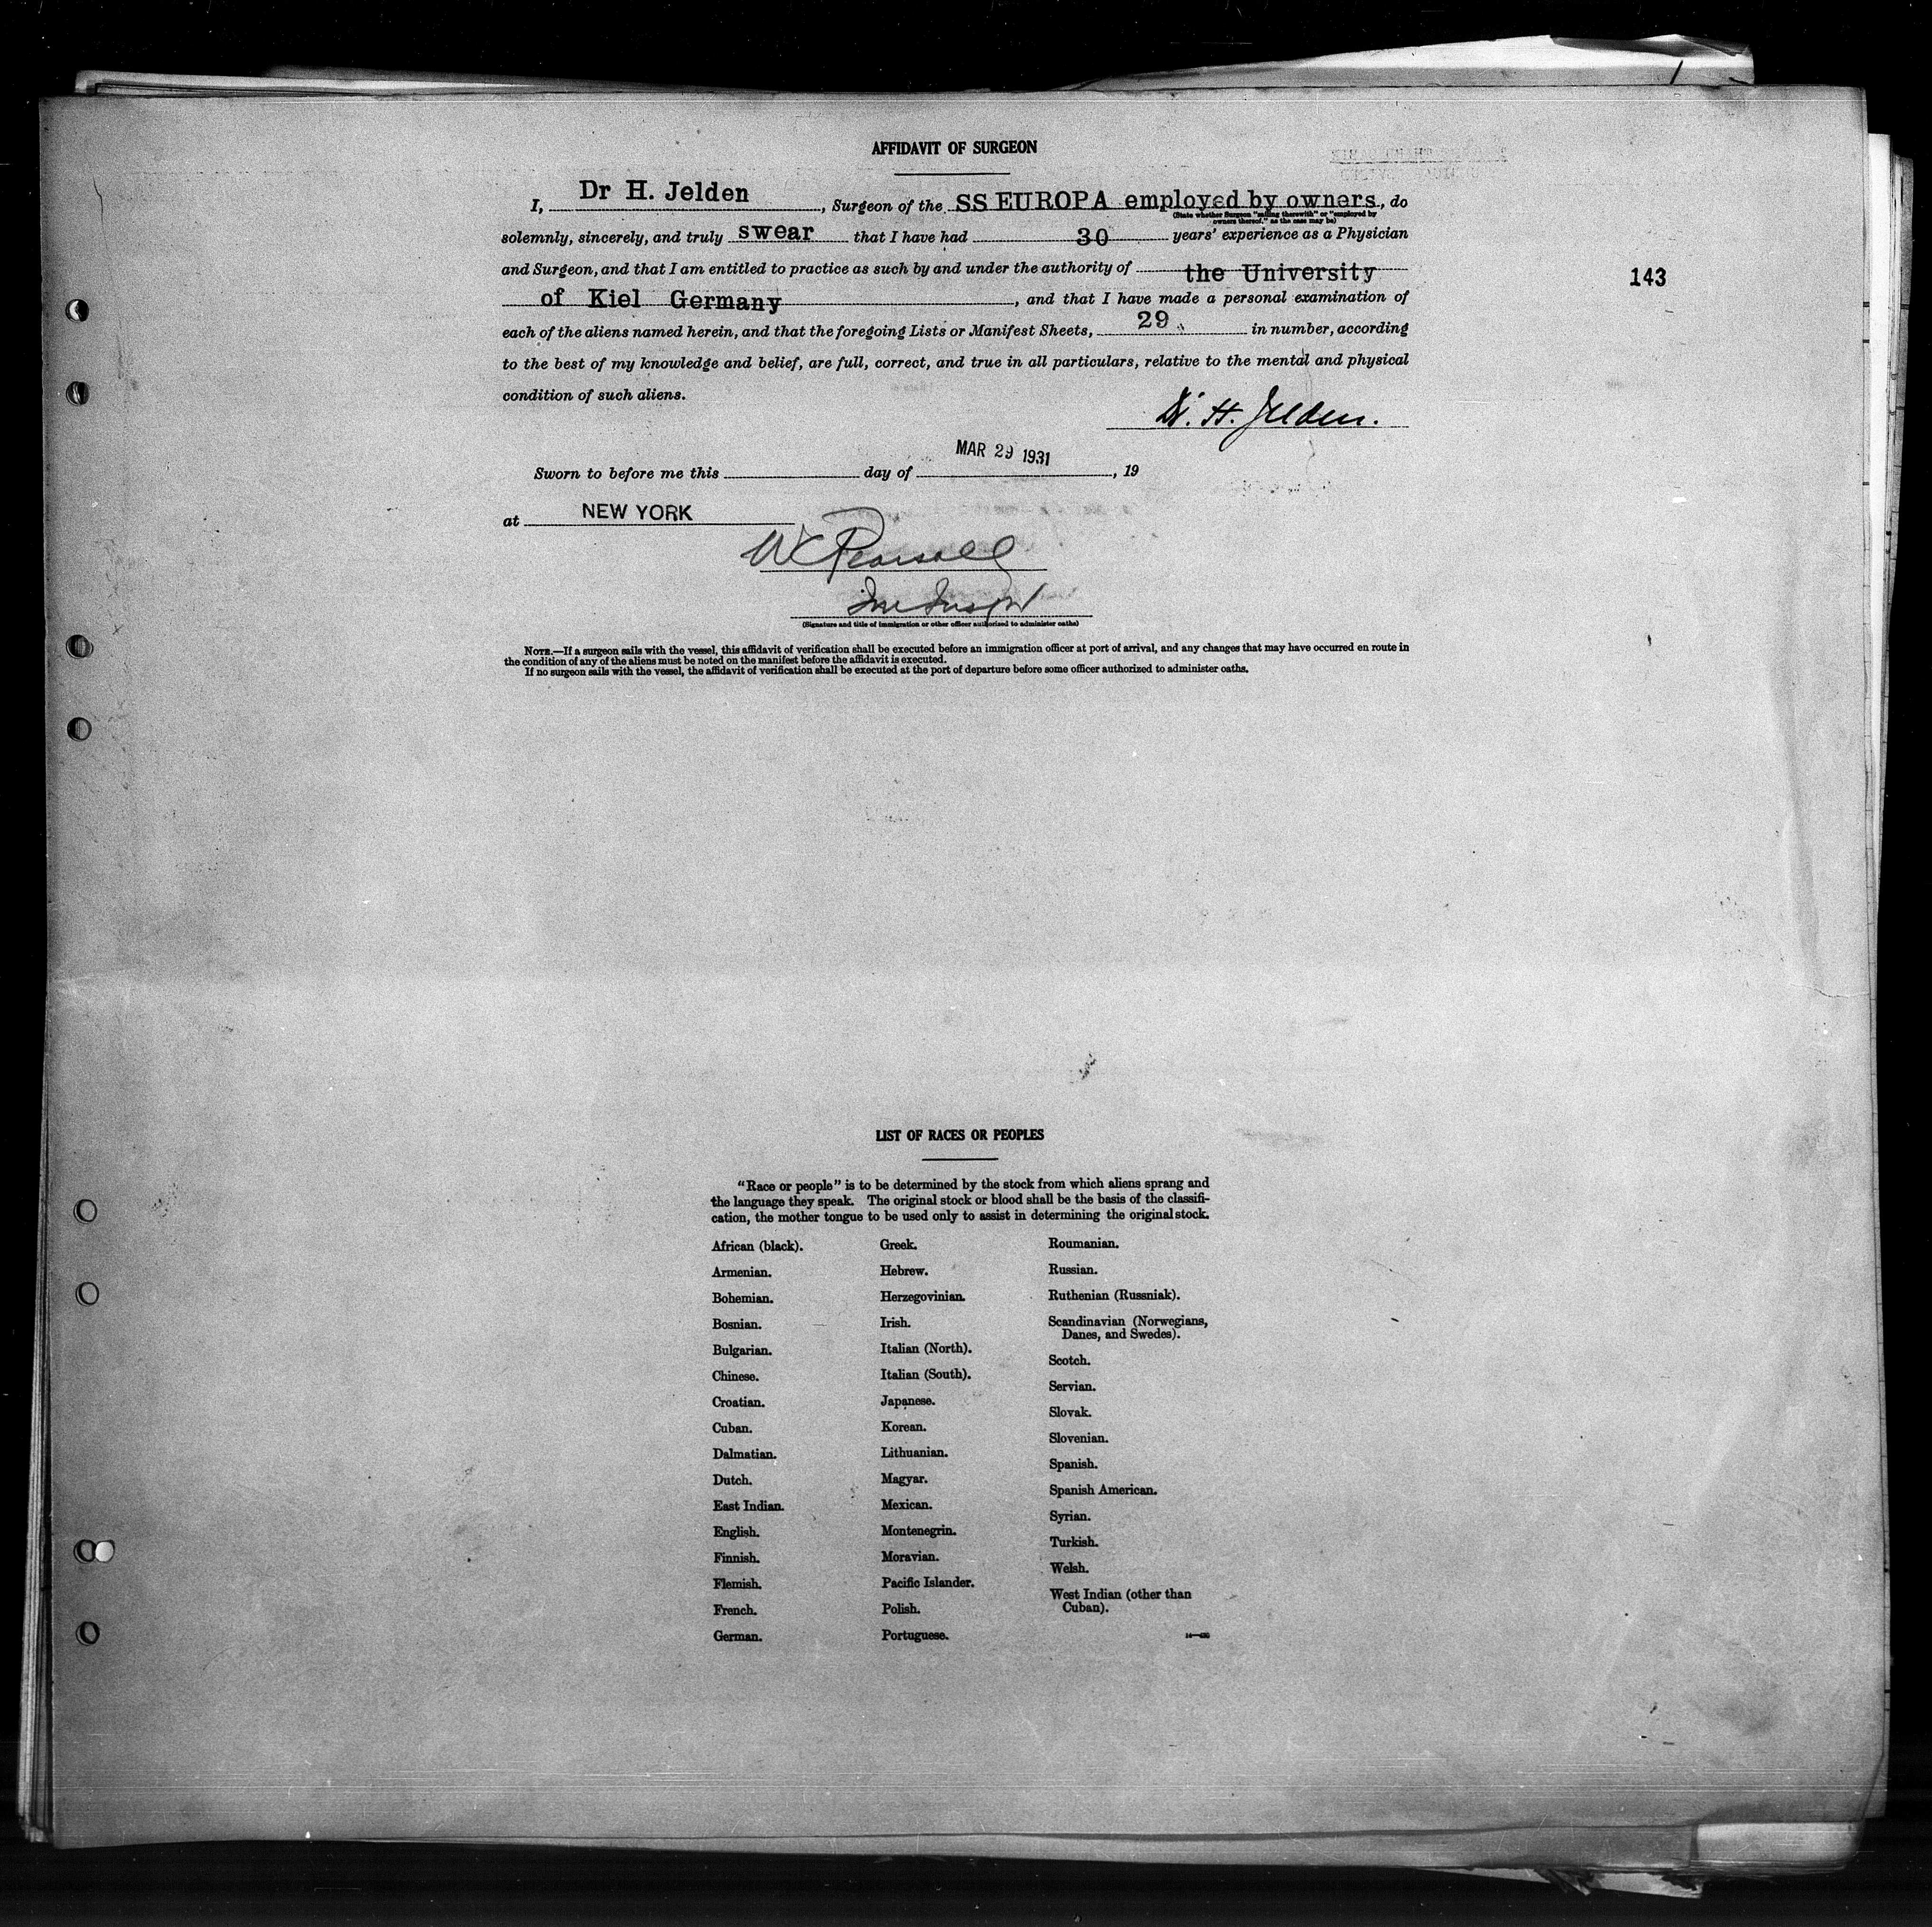 AFFIDAVIT OF SURGEON
I, Dr H. Jelden, Surgeon of the SS EUROPA employed by owners, do
(State whether Surgeon "sailing therewith" or "employed by
owners thereof," as the case may be)
solemnly, sincerely, and truly swear that I have had 30 years' experience as a Physician
and Surgeon, and that I am entitled to practice as such by and under the authority of the University
143
of Kiel Germany, and that I have made a personal examination of
each of the aliens named herein, and that the foregoing Lists or Manifest Sheets, 29 in number, according
to the best of my knowledge and belief, are full, correct, and true in all particulars, relative to the mental and physical
condition of such aliens.
Dr. H. Jelden.
Sworn to before me this day of MAR 29 1931, 19
at NEW YORK
W Pearsall
(Signature and title of immigration or other officer authorized to administer oaths)
NOTE.—If a surgeon sails with the vessel, this affidavit of verification shall be executed before an immigration officer at port of arrival, and any changes that may have occurred en route in
the condition of any of the aliens must be noted on the manifest before the affidavit is executed.
If no surgeon sails with the vessel, the affidavit of verification shall be executed at the port of departure before some officer authorized to administer oaths.
LIST OF RACES OR PEOPLES
"Race or people" is to be determined by the stock from which aliens sprang and
the language they speak. The original stock or blood shall be the basis of the classifi-
cation, the mother tongue to be used only to assist in determining the original stock.
African (black).
Armenian.
Bohemian.
Bosnian.
Bulgarian.
Chinese.
Croatian.
Cuban.
Dalmatian.
Dutch.
East Indian.
English.
Finnish.
Flemish.
French.
German.
Greek.
Hebrew.
Herzegovinian.
Irish.
Italian (North).
Italian (South).
Japanese.
Korean.
Lithuanian.
Magyar.
Mexican.
Montenegrin.
Moravian.
Pacific Islander.
Polish.
Portuguese.
Roumanian.
Russian.
Ruthenian (Russniak).
Scandinavian (Norwegians,
Danes, and Swedes).
Scotch.
Servian.
Slovak.
Slovenian.
Spanish.
Spanish American.
Syrian.
Turkish.
Welsh.
West Indian (other than
Cuban).